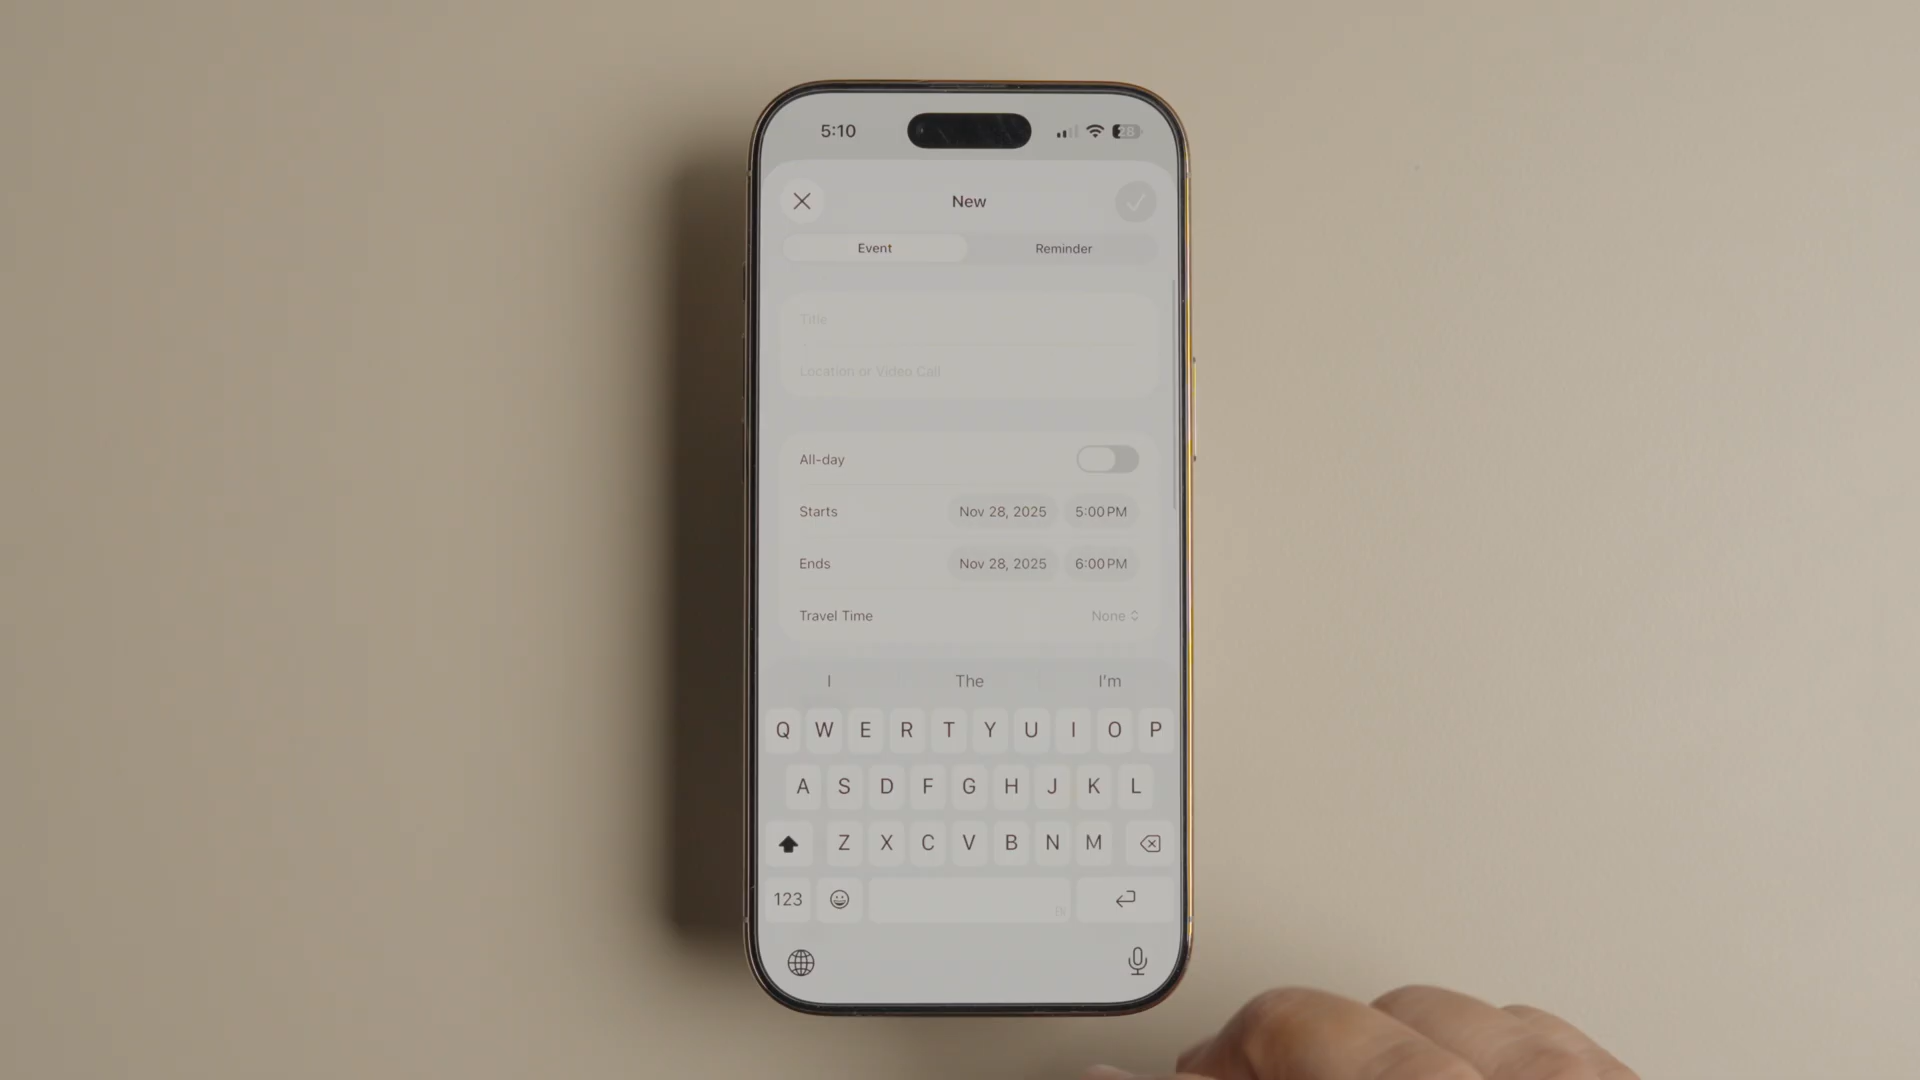 5:10 28
New
Event Reminder
Title
Location or Video Call
All-day
Starts Nov 28, 2025 5:00 PM
Ends Nov 28, 2025 6:00 PM
Travel Time None
I The I'm
Q W E R T Y U I O P
A S D F G H J K L
Z X C V B N M
123